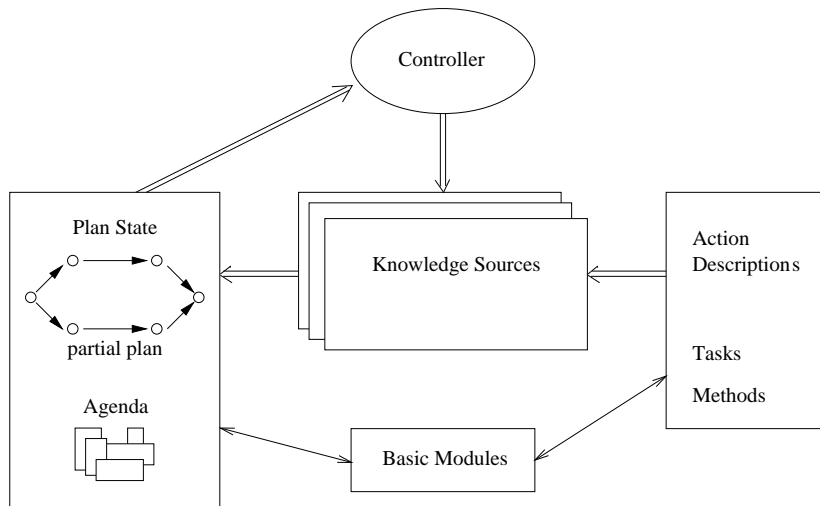 Controller
Plan State
partial plan
Agenda
Knowledge Sources
Basic Modules
Action
Descriptions
Tasks
Methods